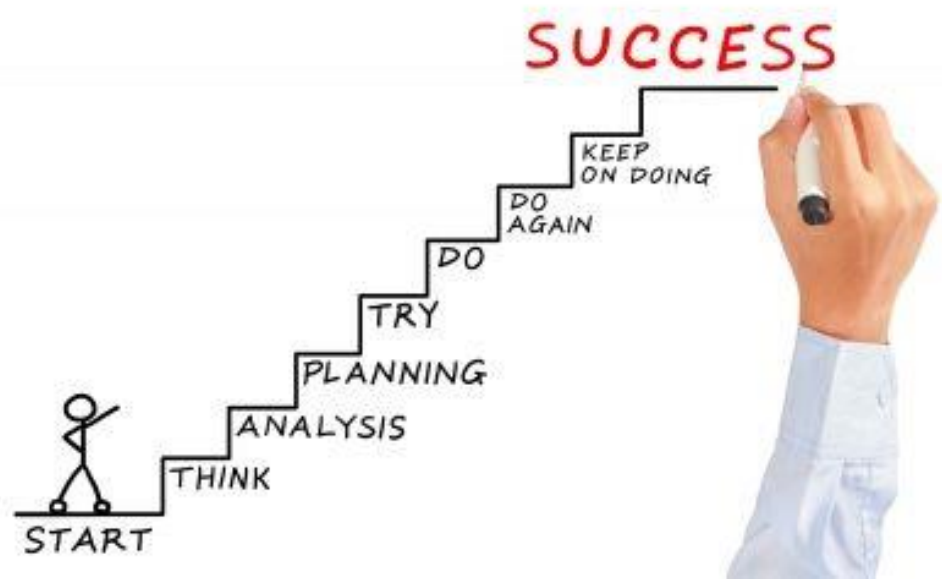 SUCCESS
KEEP
ON DOING
DO
AGAIN
DO
TRY
PLANNING
ANALYSIS
THINK
START